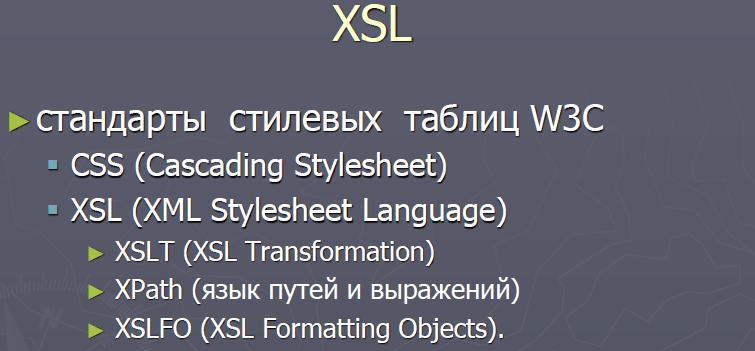 XSL
стандарты стилевых таблиц W3C
CSS (Cascading Stylesheet)
XSL (XML Stylesheet Language)
XSLT (XSL Transformation)
XPath (язык путей и выражений)
XSLFO (XSL Formatting Objects).